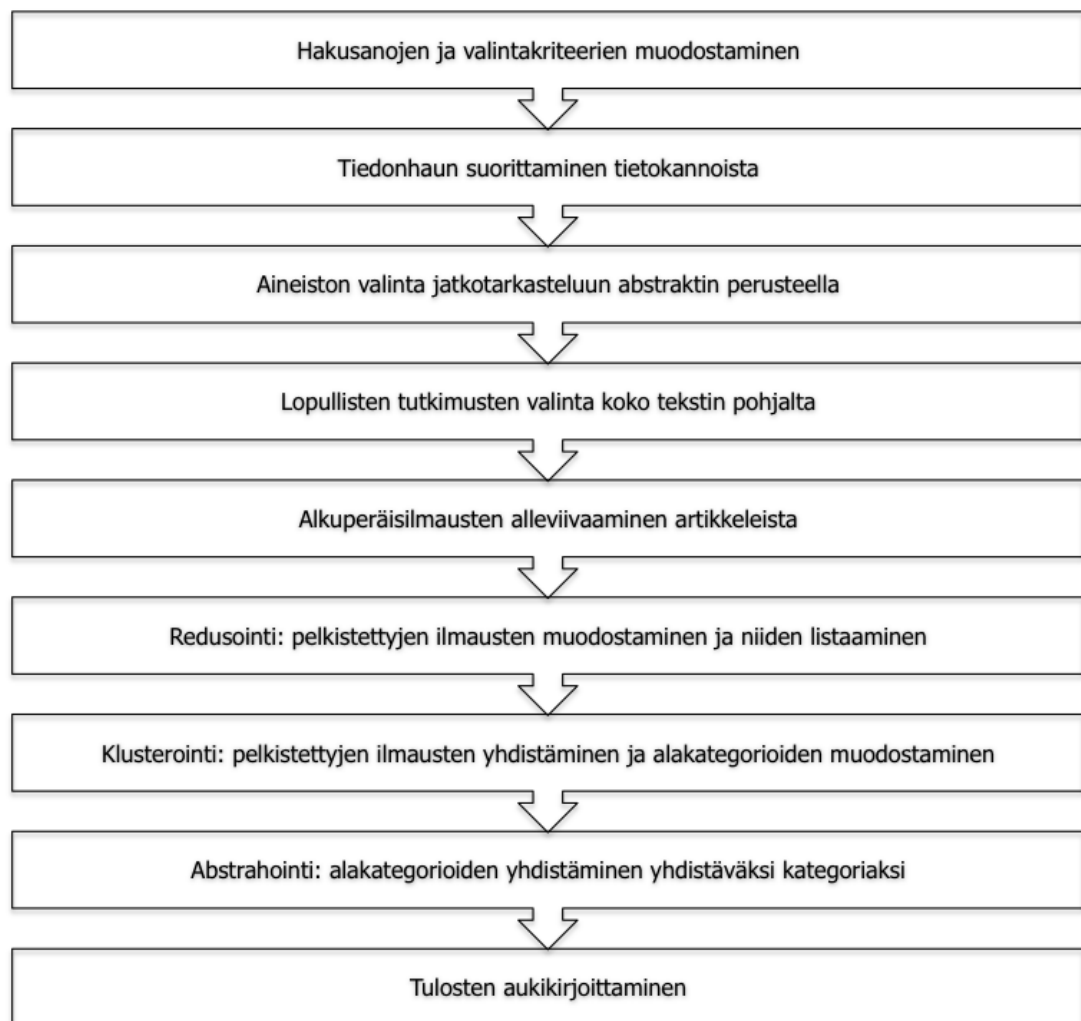 Hakusanojen ja valintakriteerien muodostaminen
Tiedonhaun suorittaminen tietokannoista
Aineiston valinta jatkotarkasteluun abstraktin perusteella
Lopullisten tutkimusten valinta koko tekstin pohjalta
Alkuperäisilmausten alleviivaaminen artikkeleista
Redusointi: pelkistettyjen ilmausten muodostaminen ja niiden listaaminen
Klusterointi: pelkistettyjen ilmausten yhdistäminen ja alakategorioiden muodostaminen
Abstrahointi: alakategorioiden yhdistäminen yhdistäväksi kategoriaksi
Tulosten aukikirjoittaminen